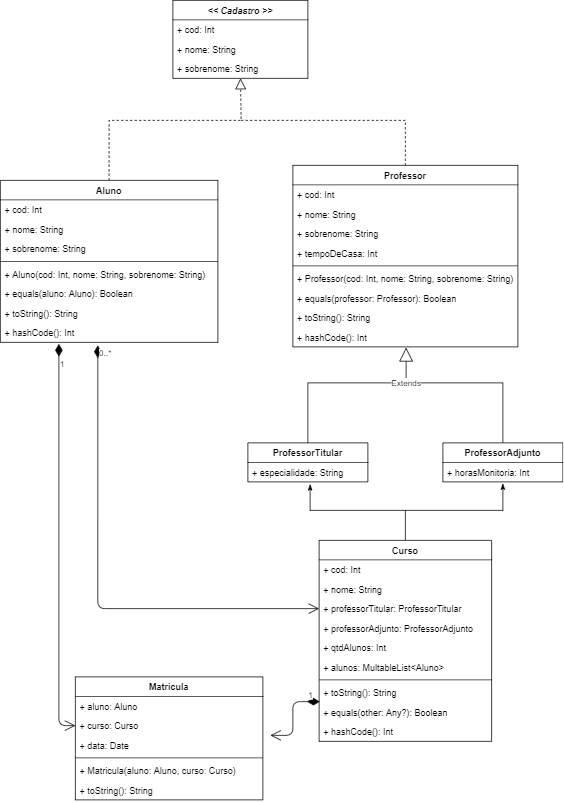 << Cadastro >>
+ cod: Int
+ nome: String
+ sobrenome: String
Aluno
+ cod: Int
+ nome: String
+ sobrenome: String
+ Aluno(cod: Int, nome: String, sobrenome: String)
+ equals(aluno: Aluno): Boolean
+ toString(): String
+ hashCode(): Int
Professor
+ cod: Int
+ nome: String
+ sobrenome: String
+ tempoDeCasa: Int
+ Professor(cod: Int, nome: String, sobrenome: String)
+ equals(professor: Professor): Boolean
+ toString(): String
+ hashCode(): Int
1
0..*
Extends
ProfessorTitular
+ especialidade: String
ProfessorAdjunto
+ horasMonitoria: Int
Curso
+ cod: Int
+ nome: String
+ professorTitular: ProfessorTitular
+ professorAdjunto: ProfessorAdjunto
+ qtdAlunos: Int
+ alunos: MultableList<Aluno>
+ toString(): String
+ equals(other: Any?): Boolean
+ hashCode(): Int
1
Matricula
+ aluno: Aluno
+ curso: Curso
+ data: Date
+ Matricula(aluno: Aluno, curso: Curso)
+ toString(): String